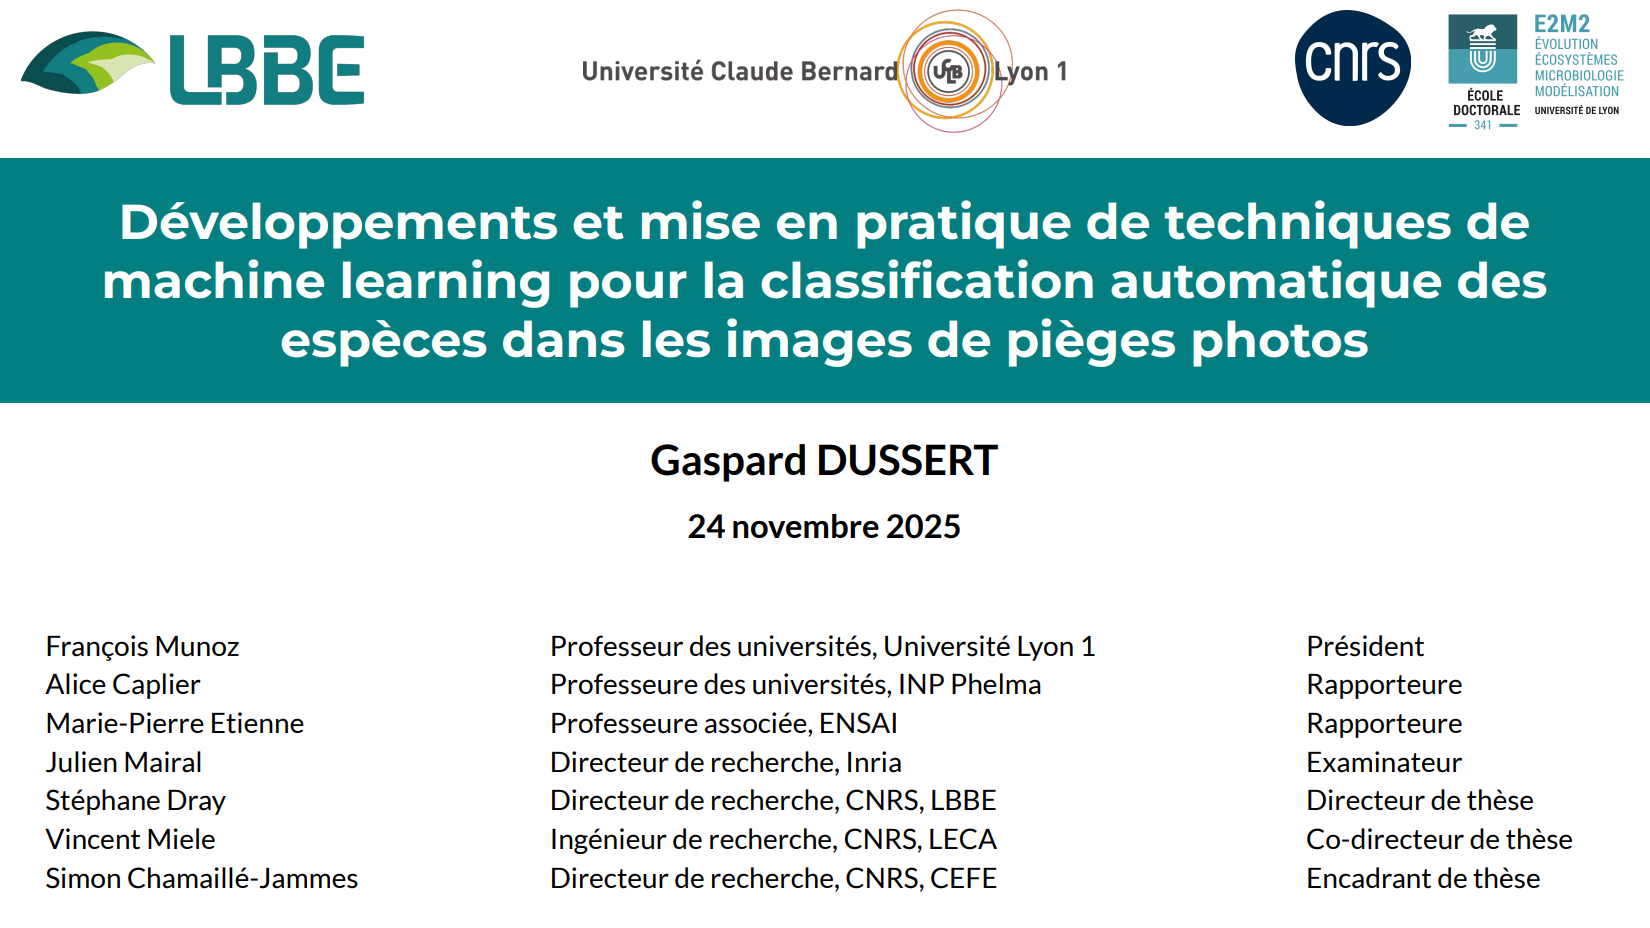 LBBE
Université Claude Bernard UCLB Lyon 1
cnrs
ÉCOLE
DOCTORALE
341
E2M2
ÉVOLUTION
ÉCOSYSTÈMES
MICROBIOLOGIE
MODÉLISATION
UNIVERSITÉ DE LYON
Développements et mise en pratique de techniques de
machine learning pour la classification automatique des
espèces dans les images de pièges photos
Gaspard DUSSERT
24 novembre 2025
François Munoz Professeur des universités, Université Lyon 1 Président
Alice Caplier Professeure des universités, INP Phelma Rapporteure
Marie-Pierre Etienne Professeure associée, ENSAI Rapporteure
Julien Mairal Directeur de recherche, Inria Examinateur
Stéphane Dray Directeur de recherche, CNRS, LBBE Directeur de thèse
Vincent Miele Ingénieur de recherche, CNRS, LECA Co-directeur de thèse
Simon Chamaillé-Jammes Directeur de recherche, CNRS, CEFE Encadrant de thèse